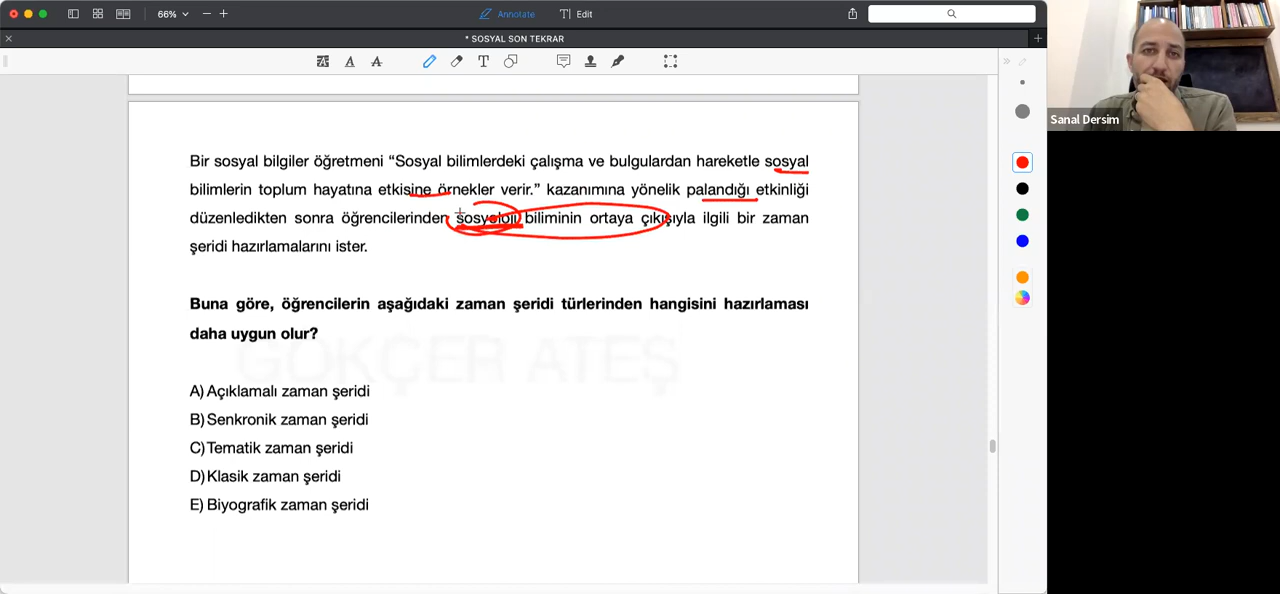 66%
Annotate
Edit
* SOSYAL SON TEKRAR
Sanal Dersim
Bir sosyal bilgiler öğretmeni “Sosyal bilimlerdeki çalışma ve bulgulardan hareketle sosyal
bilimlerin toplum hayatına etkisine örnekler verir.” kazanımına yönelik palandığı etkinliği
düzenledikten sonra öğrencilerinden sosyoloji biliminin ortaya çıkışıyla ilgili bir zaman
şeridi hazırlamalarını ister.
Buna göre, öğrencilerin aşağıdaki zaman şeridi türlerinden hangisini hazırlaması
daha uygun olur?
GÖKÇER ATEŞ
A) Açıklamalı zaman şeridi
B) Senkronik zaman şeridi
C) Tematik zaman şeridi
D) Klasik zaman şeridi
E) Biyografik zaman şeridi